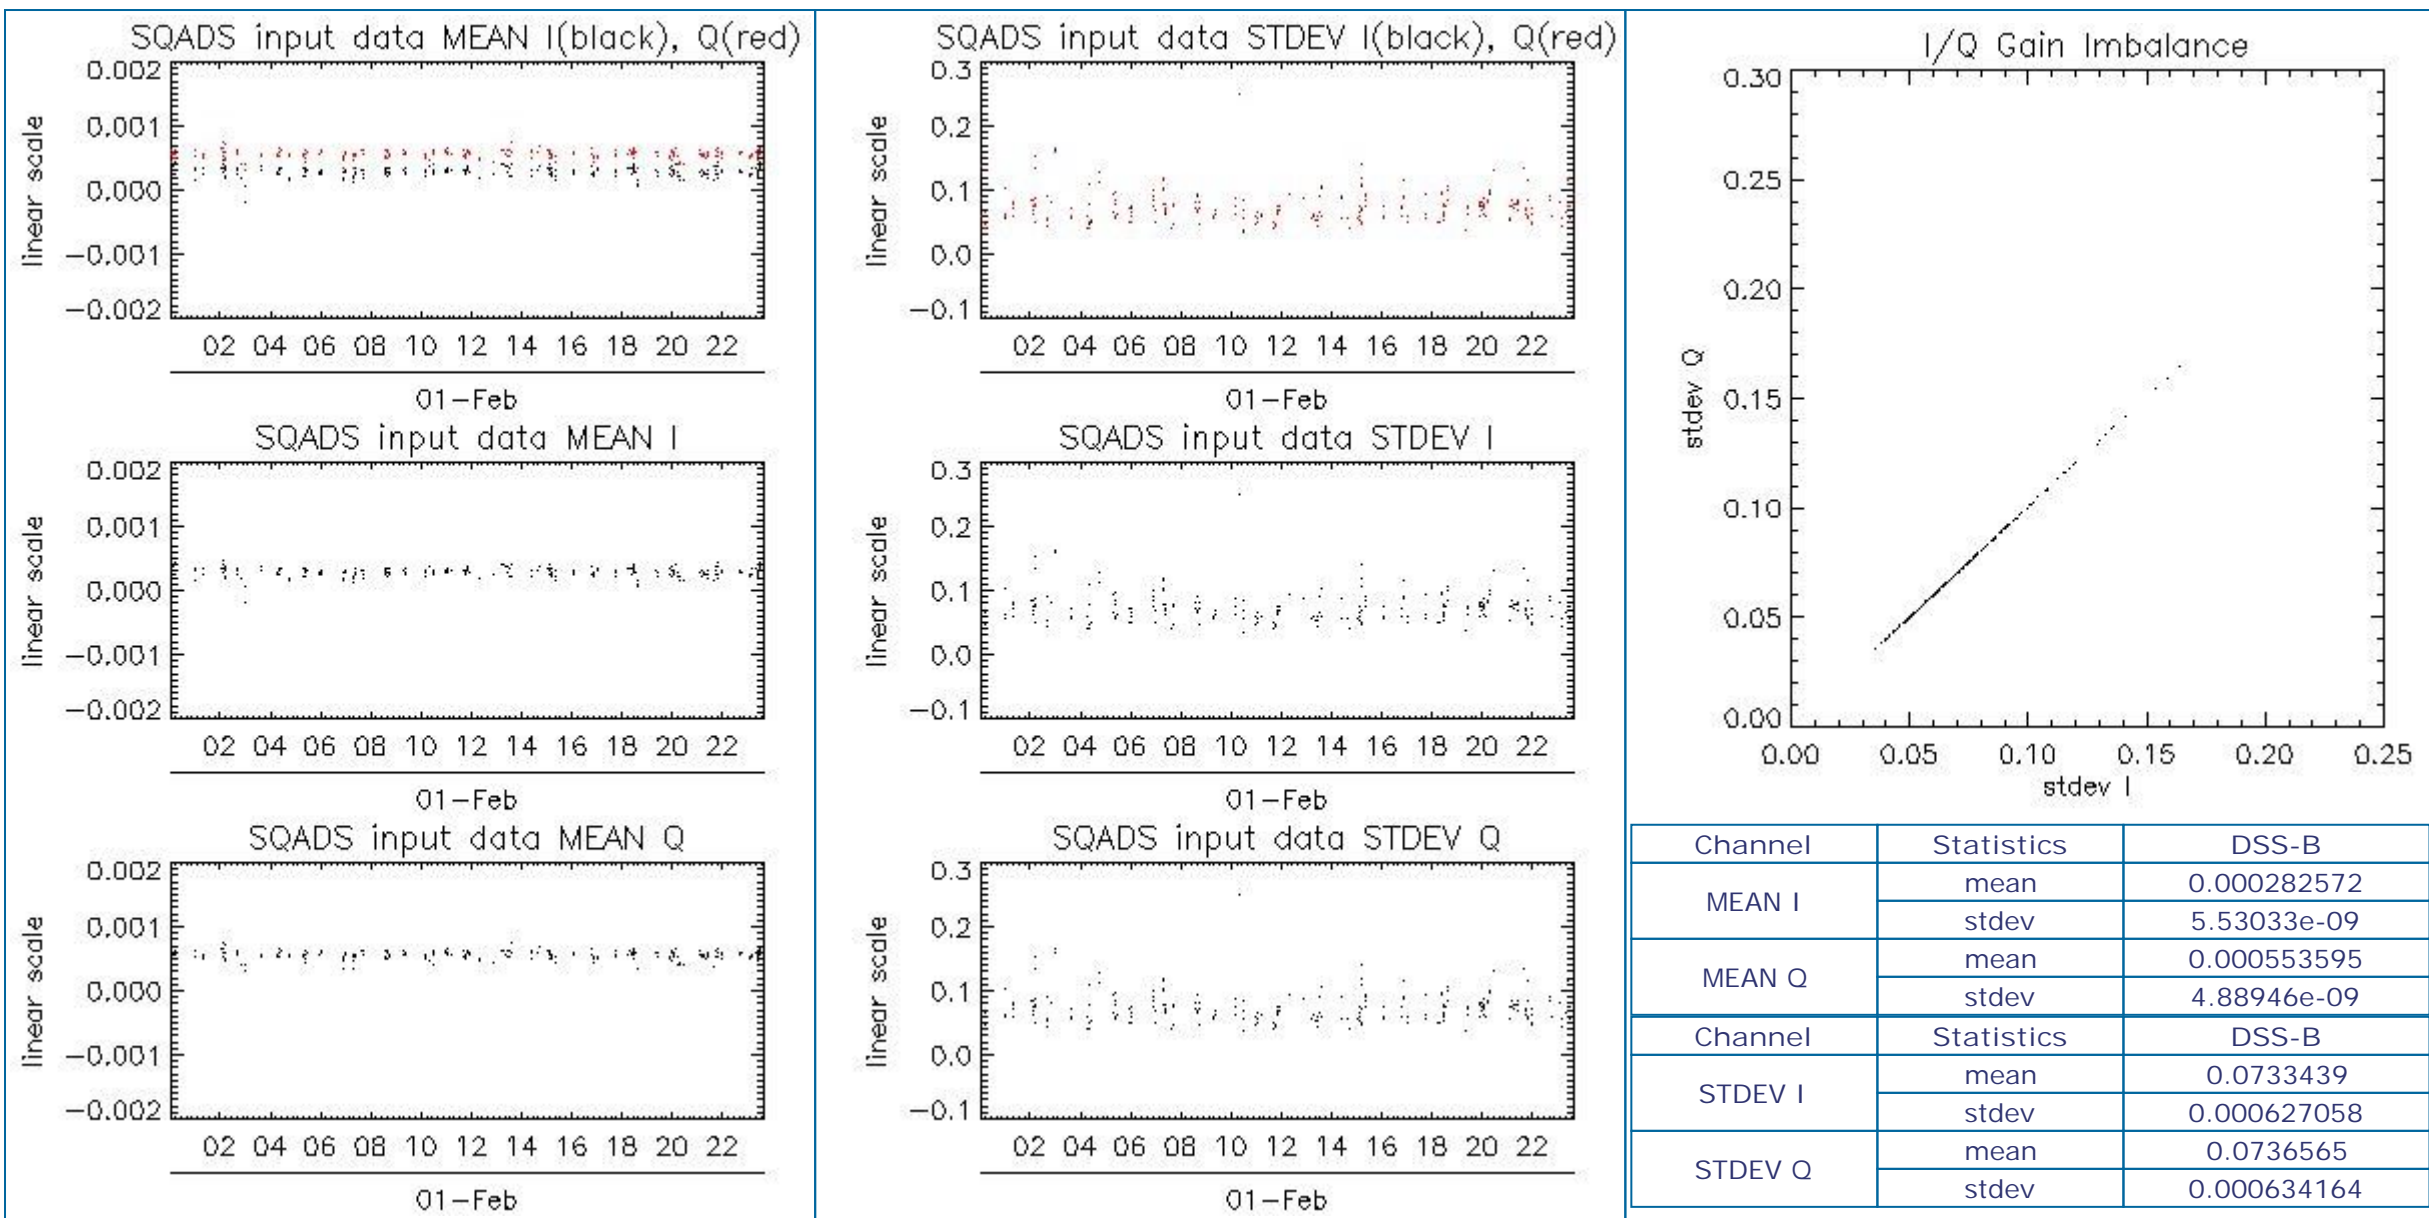 SQADS input data MEAN I(black), Q(red)
linear scale
0.002
0.001
0.000
−0.001
−0.002
02 04 06 08 10 12 14 16 18 20 22
01−Feb
SQADS input data MEAN I
linear scale
0.002
0.001
0.000
−0.001
−0.002
02 04 06 08 10 12 14 16 18 20 22
01−Feb
SQADS input data MEAN Q
linear scale
0.002
0.001
0.000
−0.001
−0.002
02 04 06 08 10 12 14 16 18 20 22
01−Feb
SQADS input data STDEV I(black), Q(red)
linear scale
0.3
0.2
0.1
0.0
−0.1
02 04 06 08 10 12 14 16 18 20 22
01−Feb
SQADS input data STDEV I
linear scale
0.3
0.2
0.1
0.0
−0.1
02 04 06 08 10 12 14 16 18 20 22
01−Feb
SQADS input data STDEV Q
linear scale
0.3
0.2
0.1
0.0
−0.1
02 04 06 08 10 12 14 16 18 20 22
01−Feb
I/Q Gain Imbalance
stdev Q
0.30
0.25
0.20
0.15
0.10
0.05
0.00
0.00 0.05 0.10 0.15 0.20 0.25
stdev I
Channel Statistics DSS-B
MEAN I mean 0.000282572
stdev 5.53033e-09
MEAN Q mean 0.000553595
stdev 4.88946e-09
Channel Statistics DSS-B
STDEV I mean 0.0733439
stdev 0.000627058
STDEV Q mean 0.0736565
stdev 0.000634164